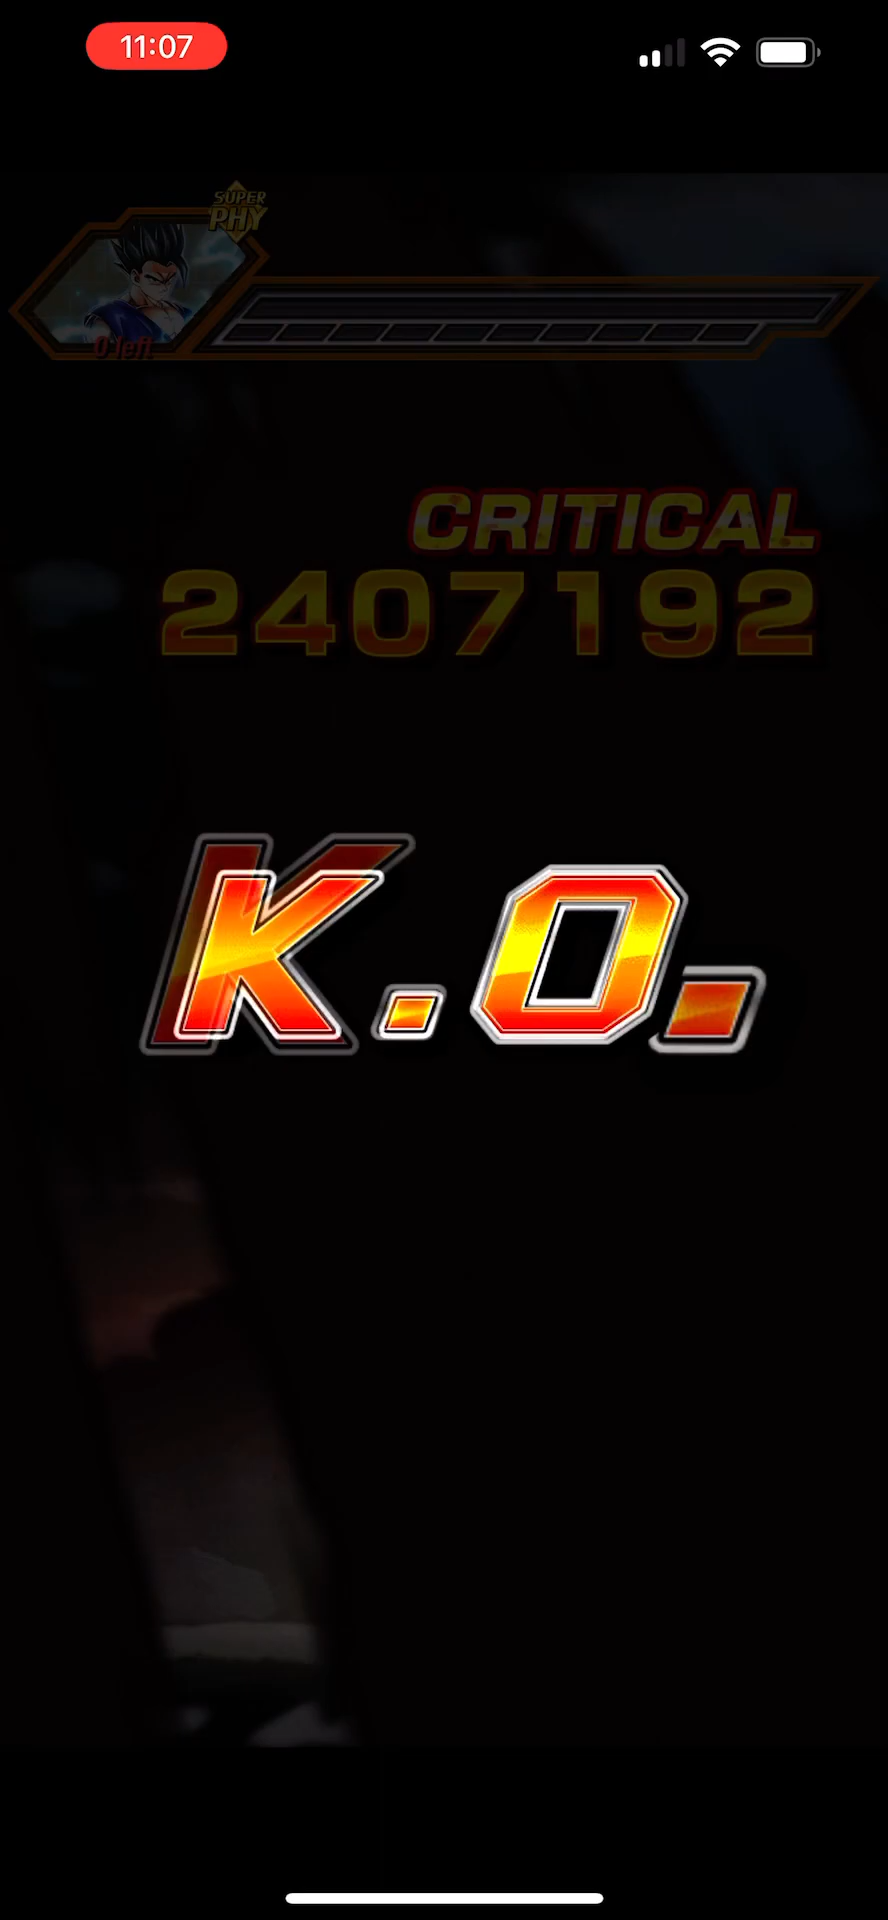 11:07
SUPER
PHY
0 left
CRITICAL
2407192
K.O.